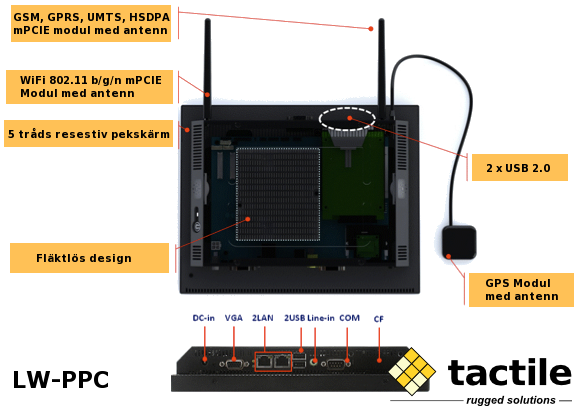 GSM, GPRS, UMTS, HSDPA
mPCIE modul med antenn
WiFi 802.11 b/g/n mPCIE
Modul med antenn
5 tråds resestiv pekskärm
2 x USB 2.0
Fläktlös design
GPS Modul
med antenn
DC-in VGA 2LAN 2USB Line-in COM CF
LW-PPC
tactile
rugged solutions